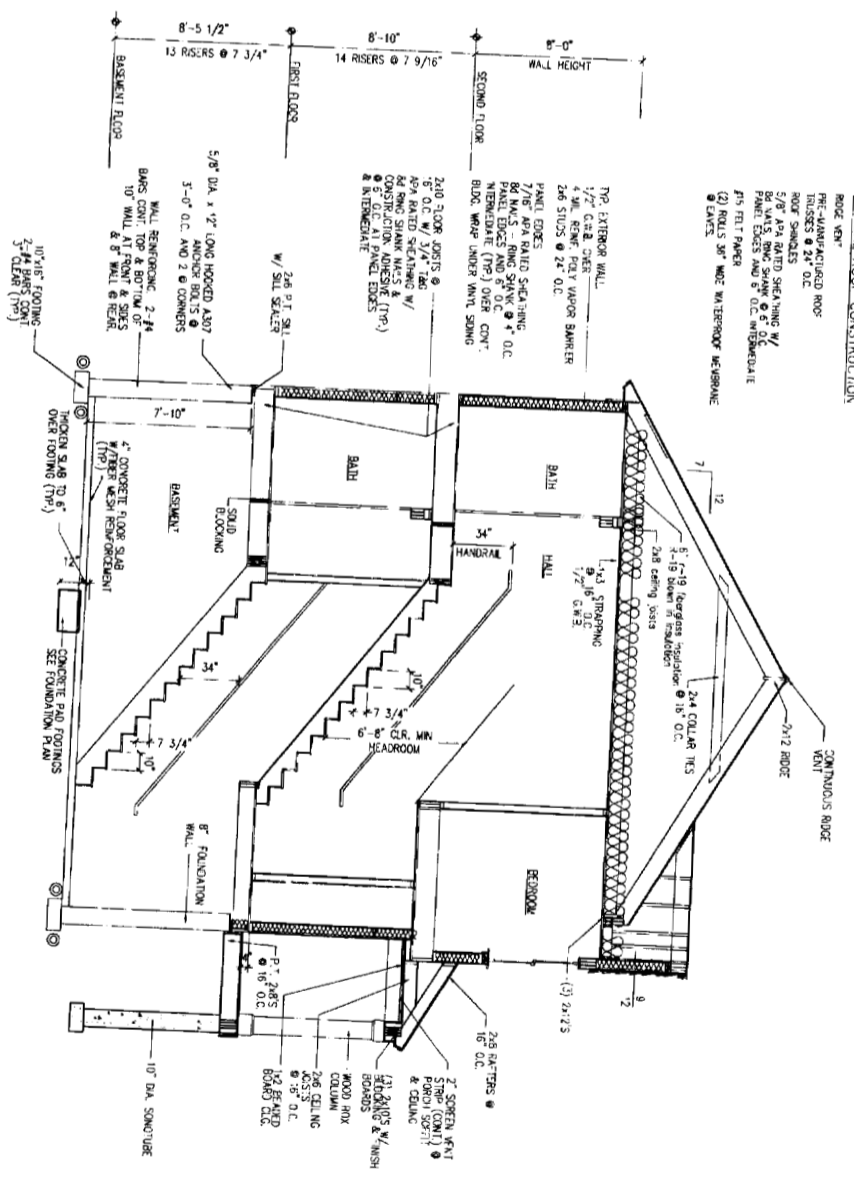 CONSTRUCTION
RIDGE VENT
PRE-MANUFACTURED ROOF
TRUSSES @ 24" O.C.
ROOF SHINGLES
5/8" APA RATED SHEATHING W/
8d NAILS, RING SHANK @ 6" O.C.
PANEL EDGES AND 6" O.C. INTERMEDIATE
#15 FELT PAPER
(2) ROLLS 36" WIDE WATERPROOF MEMBRANE
@ EAVES.
8'-5 1/2"
13 RISERS @ 7 3/4"
8'-10"
14 RISERS @ 7 9/16"
8'-0"
WALL HEIGHT
BASEMENT FLOOR
FIRST FLOOR
SECOND FLOOR
TYP. EXTERIOR WALL
1/2" G.W.B. OVER
4 MIL REINF. POLY VAPOR BARRIER
2x6 STUDS @ 24" O.C.
PANEL EDGES
7/16" APA RATED SHEATHING
8d NAILS - RING SHANK @ 4" O.C.
PANEL EDGES AND 6" O.C.
INTERMEDIATE (TYP.) OVER CONT.
BLDG. WRAP UNDER VINYL SIDING
2x10 FLOOR JOISTS @
16" O.C. W/ 3/4" T&G
APA RATED SHEATHING W/
8d RING SHANK NAILS &
CONSTRUCTION ADHESIVE (TYP.)
@ 6" O.C. AT PANEL EDGES
& INTERMEDIATE
2x6 P.T. SILL
W/ SILL SEALER
5/8" DIA. x 12" LONG HOOKED A307
ANCHOR BOLTS @
3'-0" O.C. AND 2 @ CORNERS
WALL REINFORCING 2-#4
BARS CONT. TOP & BOTTOM OF
10" WALL AT FRONT & SIDES
& 8" WALL @ REAR.
10"x16" FOOTING
2-#4 BARS CONT.
3" CLEAR (TYP.)
7'-10"
THICKEN SLAB TO 6"
OVER FOOTING (TYP.)
4" CONCRETE FLOOR SLAB
W/FIBER MESH REINFORCEMENT
(TYP.)
BASEMENT
12"
CONCRETE PAD FOOTINGS
SEE FOUNDATION PLAN
BATH
SOLID
BLOCKING
34"
7 3/4"
10"
BATH
34"
HANDRAIL
HALL
1x3 STRAPPING
@ 16" O.C.
1/2" G.W.B.
10"
7 3/4"
6'-8" CLR. MIN
HEADROOM
7
12
6" r-19 fiberglass insulation @ 16" O.C.
r-19 blown in insulation
2x8 ceiling joists
2x4 COLLAR TIES
2x12 RIDGE
CONTINUOUS RIDGE
VENT
8" FOUNDATION
WALL
BEDROOM
(3) 2x12'S
9
12
P.T. 2x8'S
@ 16" O.C.
2x8 RAFTERS @
16" O.C.
2" SCREEN VENT
STRIP (CONT.) @
PORCH SOFFIT
& CEILING
(3) 2x10'S W/
BLOCKING & FINISH
BOARDS
WOOD BOX
COLUMN
2x6 CEILING
JOISTS
@ 16" O.C.
1x2 BEADED
BOARD CLG.
10" DIA. SONOTUBE